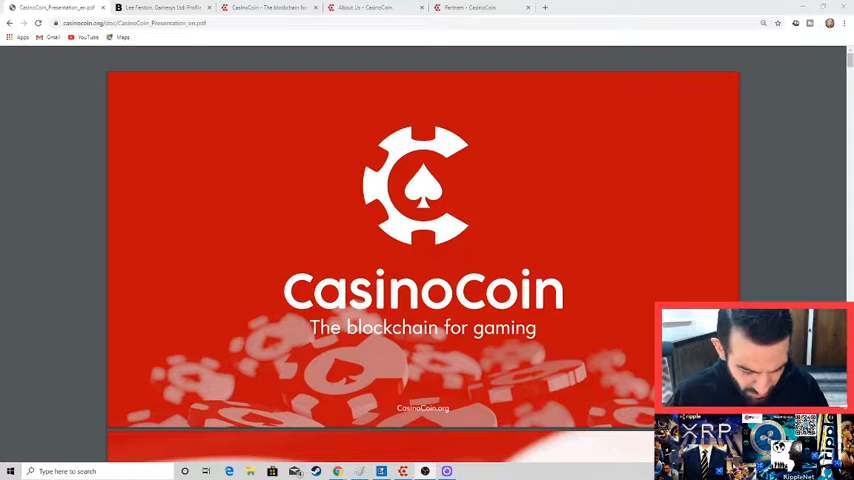 CasinoCoin_Presentation_en.pdf
Lee Fenton, Gamesys Ltd: Profile
CasinoCoin - The blockchain for
About Us - CasinoCoin
Partners - CasinoCoin
casinocoin.org/doc/CasinoCoin_Presentation_en.pdf
Apps
Gmail
YouTube
Maps
CasinoCoin
The blockchain for gaming
CasinoCoin.org
ripple
XRP
ripple
RippleNet
Type here to search